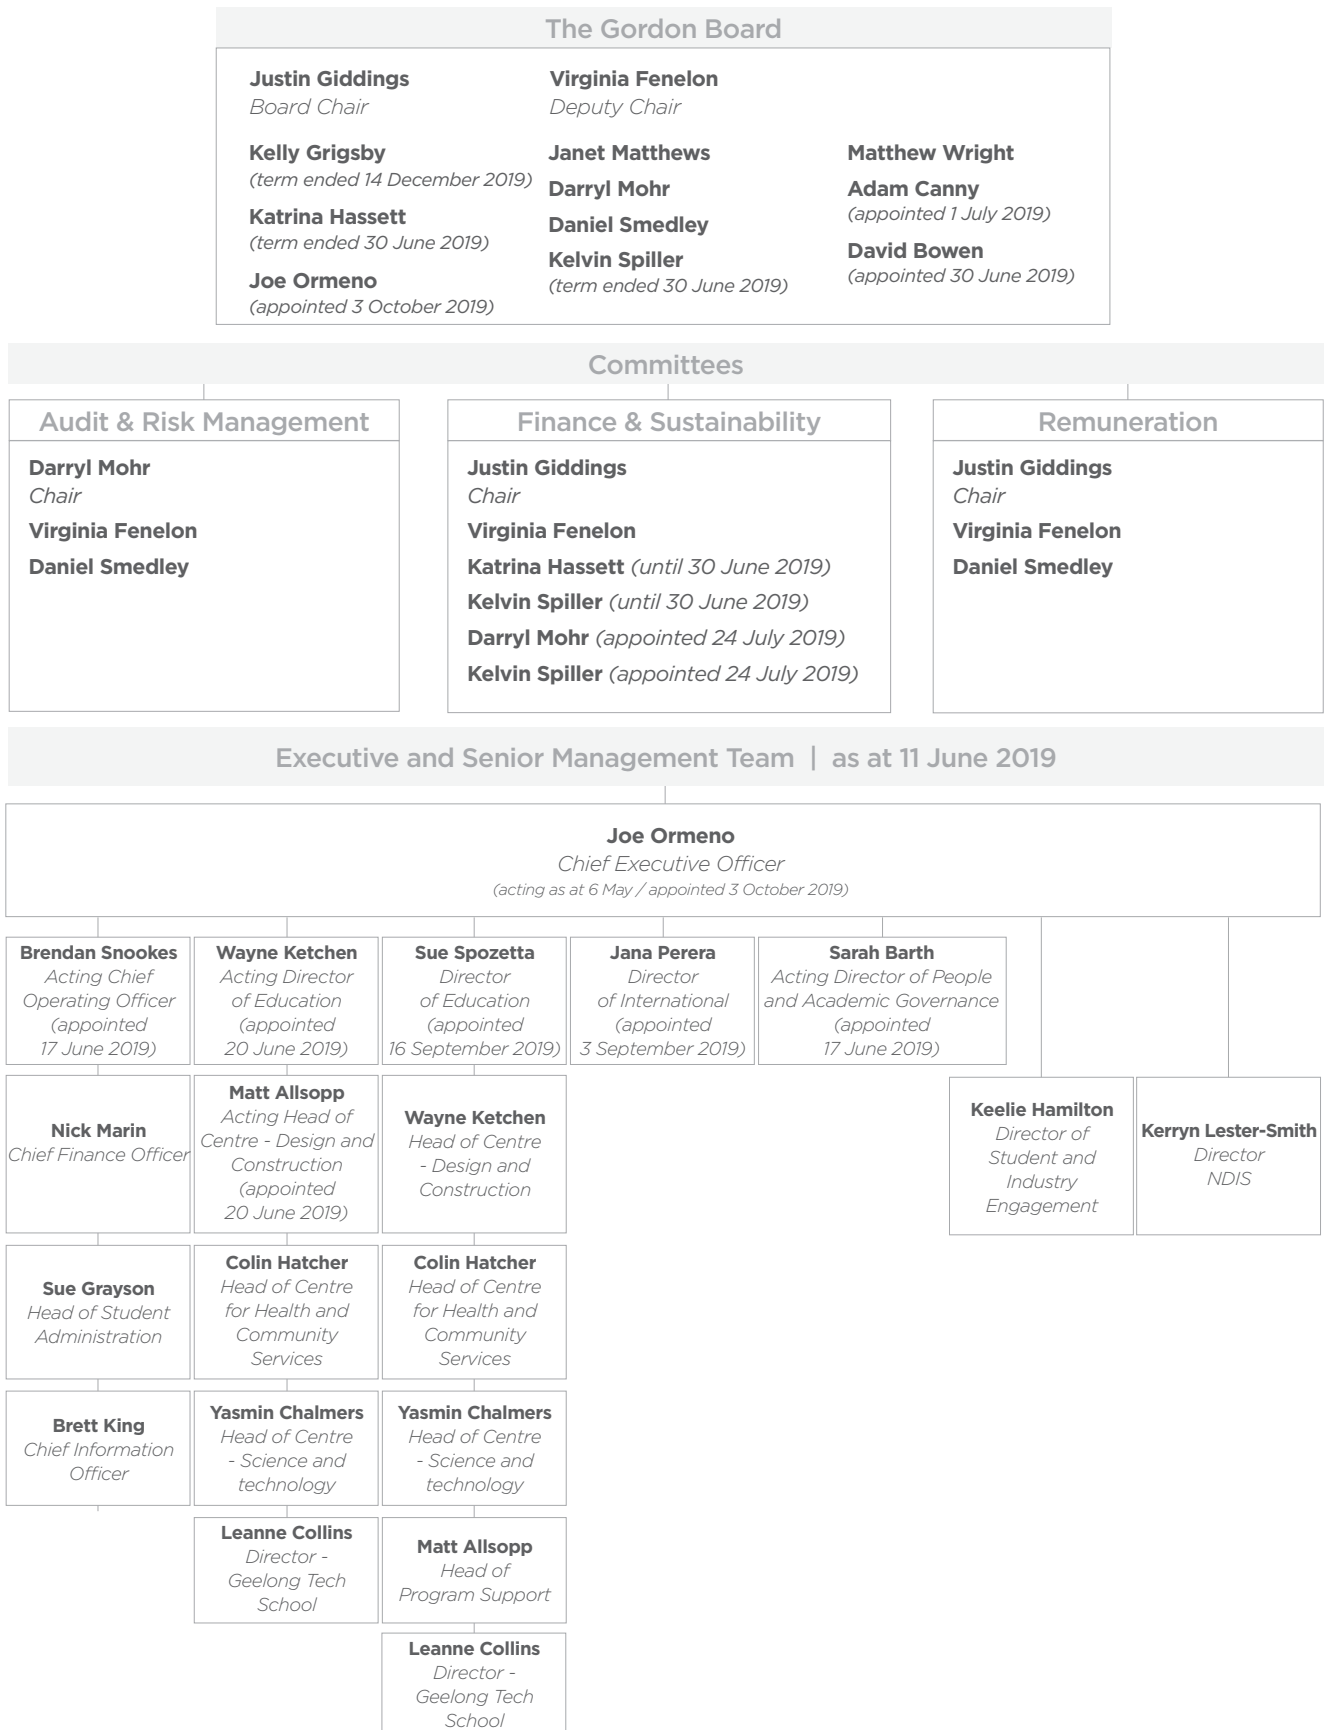 The Gordon Board
Justin Giddings
Board Chair
Virginia Fenelon
Deputy Chair
Kelly Grigsby
(term ended 14 December 2019)
Katrina Hassett
(term ended 30 June 2019)
Joe Ormeno
(appointed 3 October 2019)
Janet Matthews
Darryl Mohr
Daniel Smedley
Kelvin Spiller
(term ended 30 June 2019)
Matthew Wright
Adam Canny
(appointed 1 July 2019)
David Bowen
(appointed 30 June 2019)
Committees
Audit & Risk Management
Darryl Mohr
Chair
Virginia Fenelon
Daniel Smedley
Finance & Sustainability
Justin Giddings
Chair
Virginia Fenelon
Katrina Hassett (until 30 June 2019)
Kelvin Spiller (until 30 June 2019)
Darryl Mohr (appointed 24 July 2019)
Kelvin Spiller (appointed 24 July 2019)
Remuneration
Justin Giddings
Chair
Virginia Fenelon
Daniel Smedley
Executive and Senior Management Team | as at 11 June 2019
Joe Ormeno
Chief Executive Officer
(acting as at 6 May / appointed 3 October 2019)
Brendan Snookes
Acting Chief
Operating Officer
(appointed
17 June 2019)
Nick Marin
Chief Finance Officer
Sue Grayson
Head of Student
Administration
Brett King
Chief Information
Officer
Wayne Ketchen
Acting Director
of Education
(appointed
20 June 2019)
Matt Allsopp
Acting Head of
Centre - Design and
Construction
(appointed
20 June 2019)
Colin Hatcher
Head of Centre
for Health and
Community
Services
Yasmin Chalmers
Head of Centre
- Science and
technology
Leanne Collins
Director -
Geelong Tech
School
Sue Spozetta
Director
of Education
(appointed
16 September 2019)
Wayne Ketchen
Head of Centre
- Design and
Construction
Colin Hatcher
Head of Centre
for Health and
Community
Services
Yasmin Chalmers
Head of Centre
- Science and
technology
Matt Allsopp
Head of
Program Support
Leanne Collins
Director -
Geelong Tech
School
Jana Perera
Director
of International
(appointed
3 September 2019)
Sarah Barth
Acting Director of People
and Academic Governance
(appointed
17 June 2019)
Keelie Hamilton
Director of
Student and
Industry
Engagement
Kerryn Lester-Smith
Director
NDIS